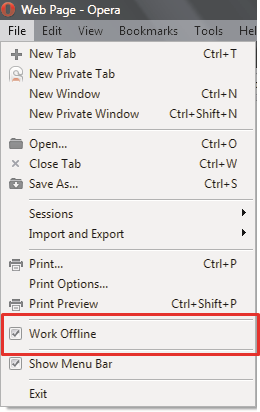 Web Page - Opera
File Edit View Bookmarks Tools
New Tab Ctrl+T
New Private Tab
New Window Ctrl+N
New Private Window Ctrl+Shift+N
Open... Ctrl+O
Close Tab Ctrl+W
Save As... Ctrl+S
Sessions
Import and Export
Print... Ctrl+P
Print Options...
Print Preview Ctrl+Shift+P
Work Offline
Show Menu Bar
Exit